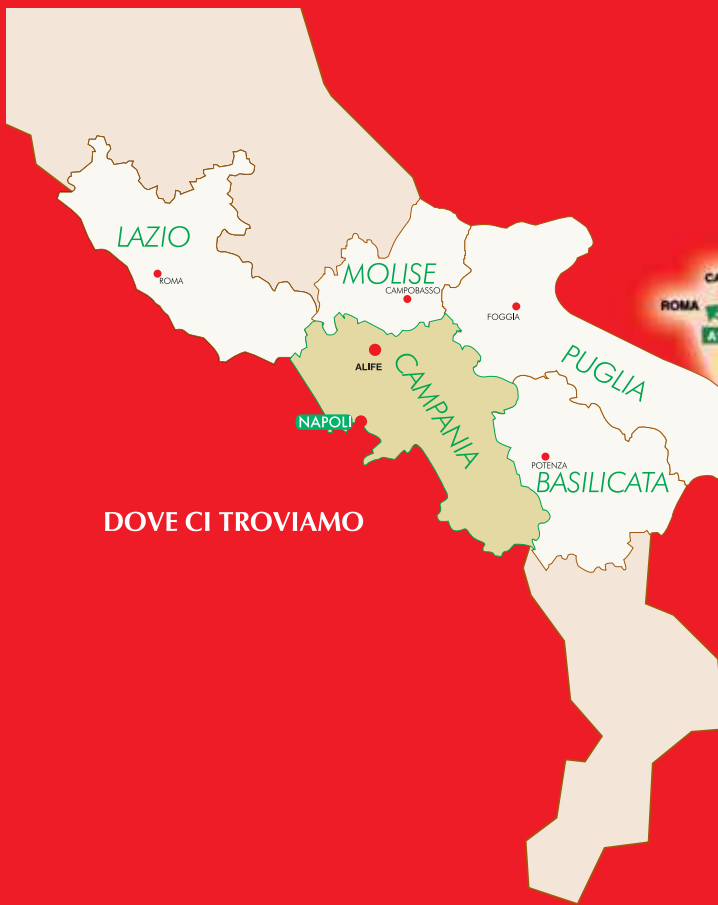 LAZIO
ROMA
MOLISE
CAMPOBASSO
FOGGIA
ROMA
PUGLIA
ALIFE
CAMPANIA
NAPOLI
POTENZA
BASILICATA
DOVE CI TROVIAMO